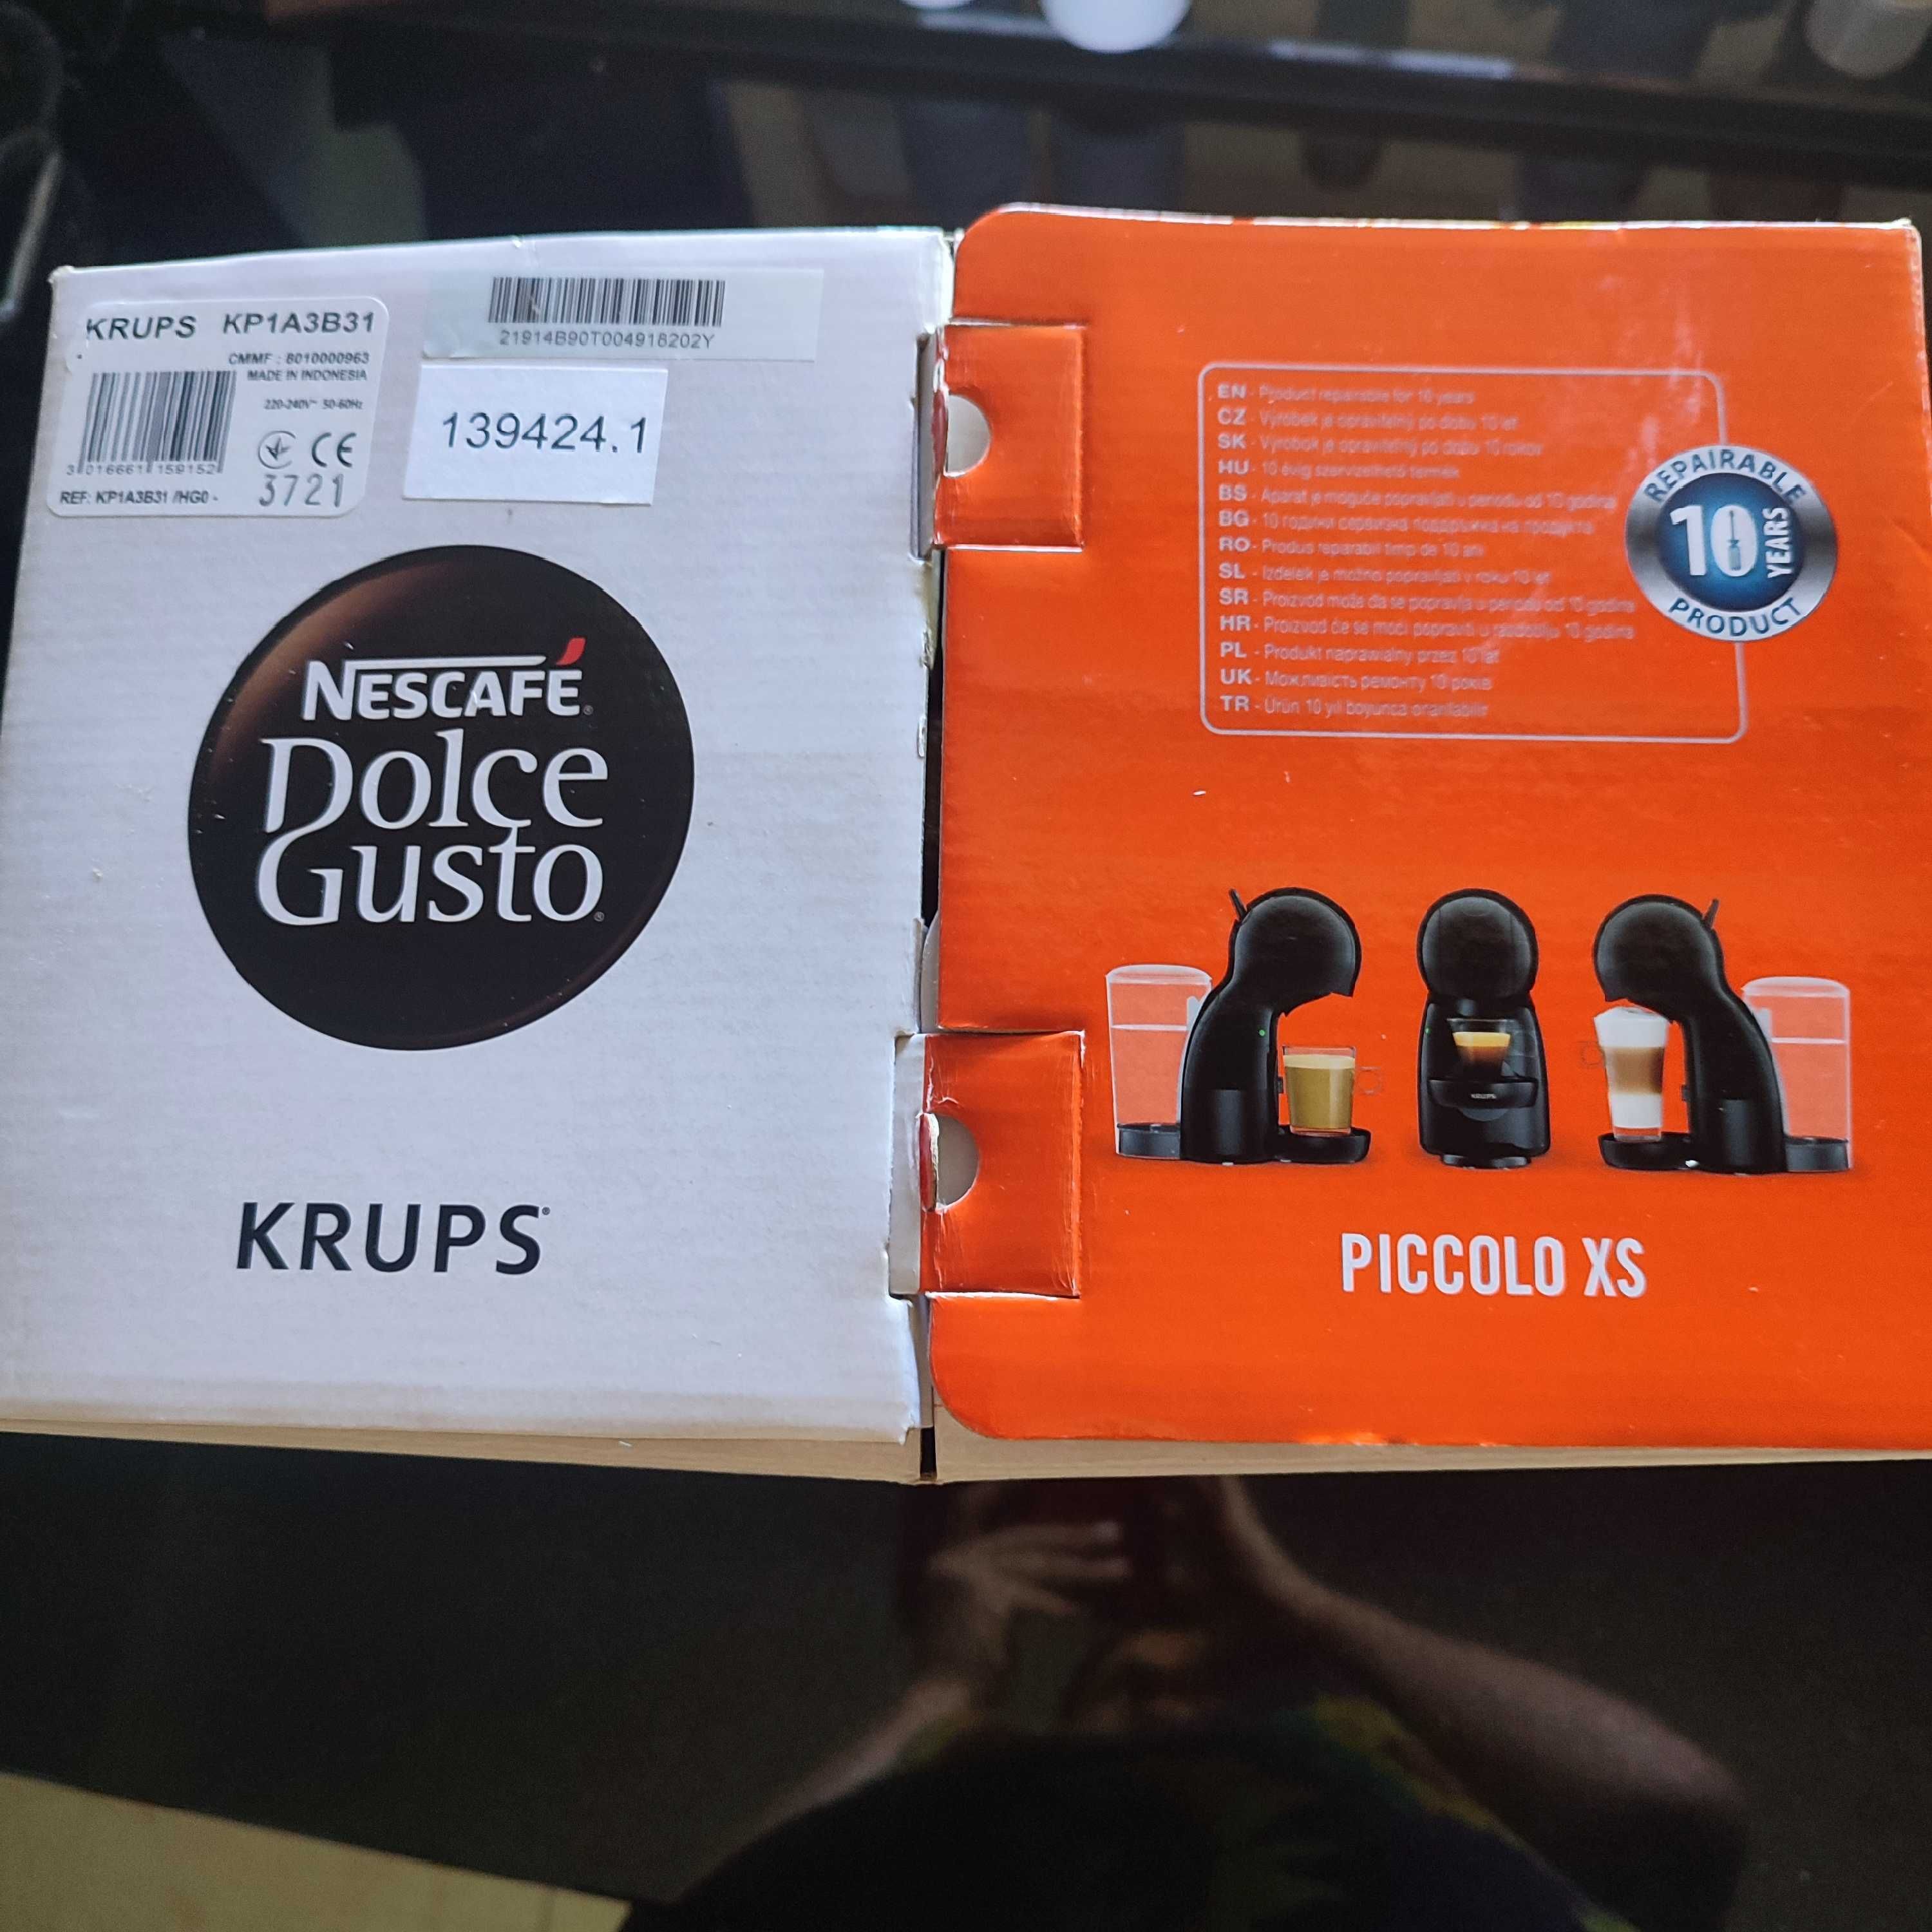 KRUPS KP1A3B31
CMMF : 8010000963
MADE IN INDONESIA
220-240V~ 50-60Hz
CE
3 016661 159152
3721
REF: KP1A3B31 /HG0 -
21914B90T004918202Y
139424.1
NESCAFÉ®
Dolce
Gusto®
KRUPS®
EN - Product repairable for 10 years
CZ - Výrobek je opravitelný po dobu 10 let
SK - Výrobok je opraviteľný po dobu 10 rokov
HU - 10 évig szervizelhető termék
BS - Aparat je moguće popravljati u periodu od 10 godina
BG - 10 години сервизна поддръжка на продукта
RO - Produs reparabil timp de 10 ani
SL - Izdelek je možno popravljati v roku 10 let
SR - Proizvod može da se popravlja u periodu od 10 godina
HR - Proizvod će se moći popraviti u razdoblju 10 godina
PL - Produkt naprawialny przez 10 lat
UK - Можливість ремонту 10 років
TR - Ürün 10 yıl boyunca onarılabilir
REPAIRABLE
10 YEARS
PRODUCT
KRUPS
PICCOLO XS